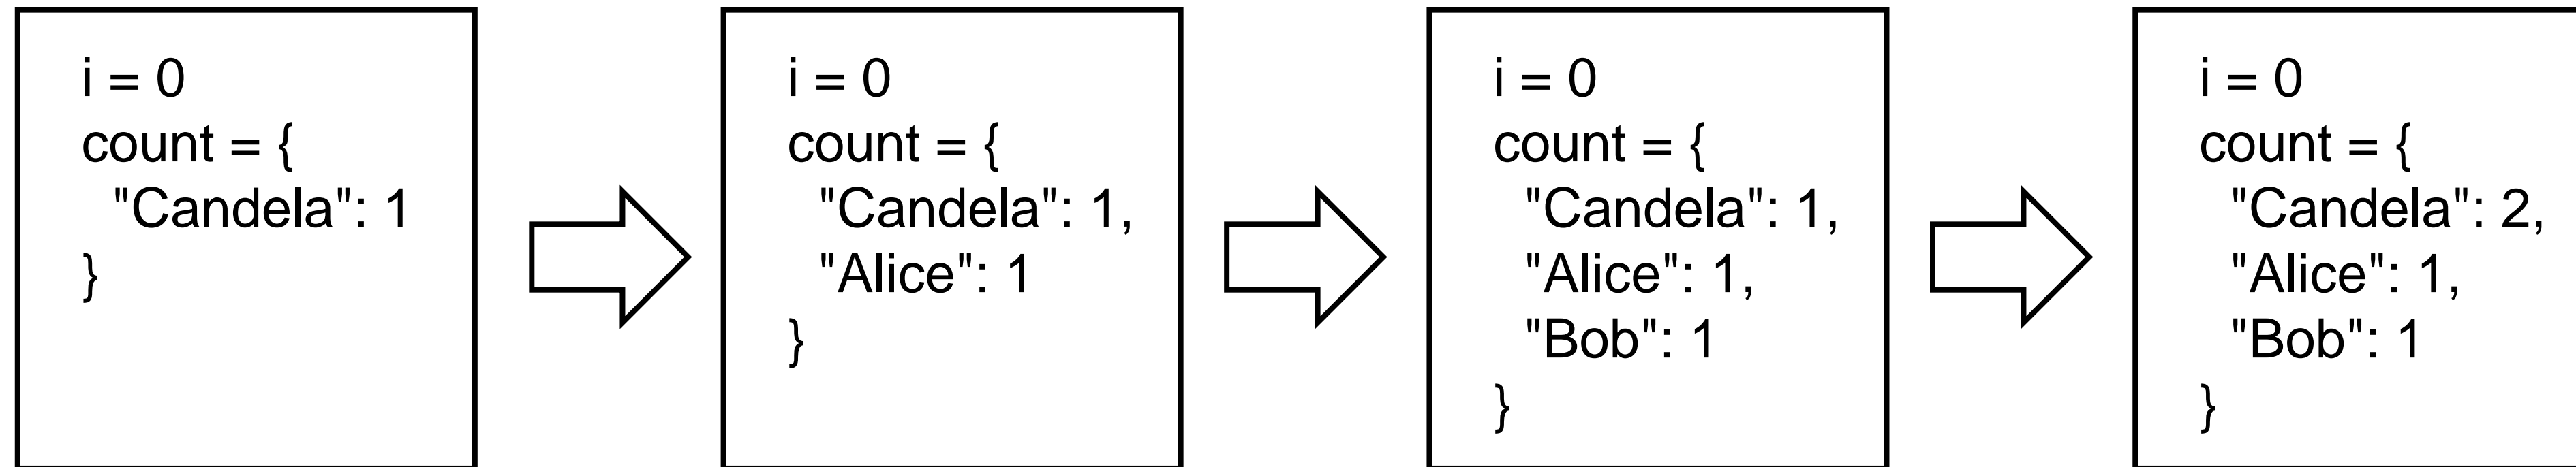 i = 0
count = {
"Candela": 1
}
i = 0
count = {
"Candela": 1,
"Alice": 1
}
i = 0
count = {
"Candela": 1,
"Alice": 1,
"Bob": 1
}
i = 0
count = {
"Candela": 2,
"Alice": 1,
"Bob": 1
}